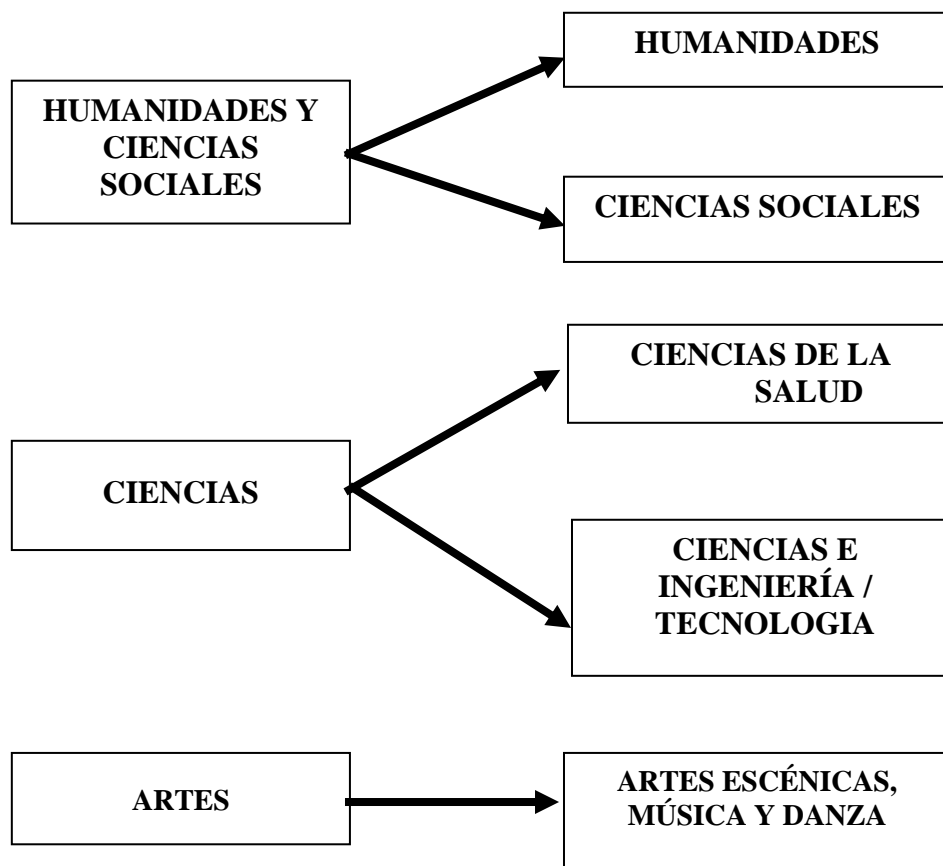 HUMANIDADES Y
CIENCIAS
SOCIALES
HUMANIDADES
CIENCIAS SOCIALES
CIENCIAS
CIENCIAS DE LA
SALUD
CIENCIAS E
INGENIERÍA /
TECNOLOGIA
ARTES
ARTES ESCÉNICAS,
MÚSICA Y DANZA